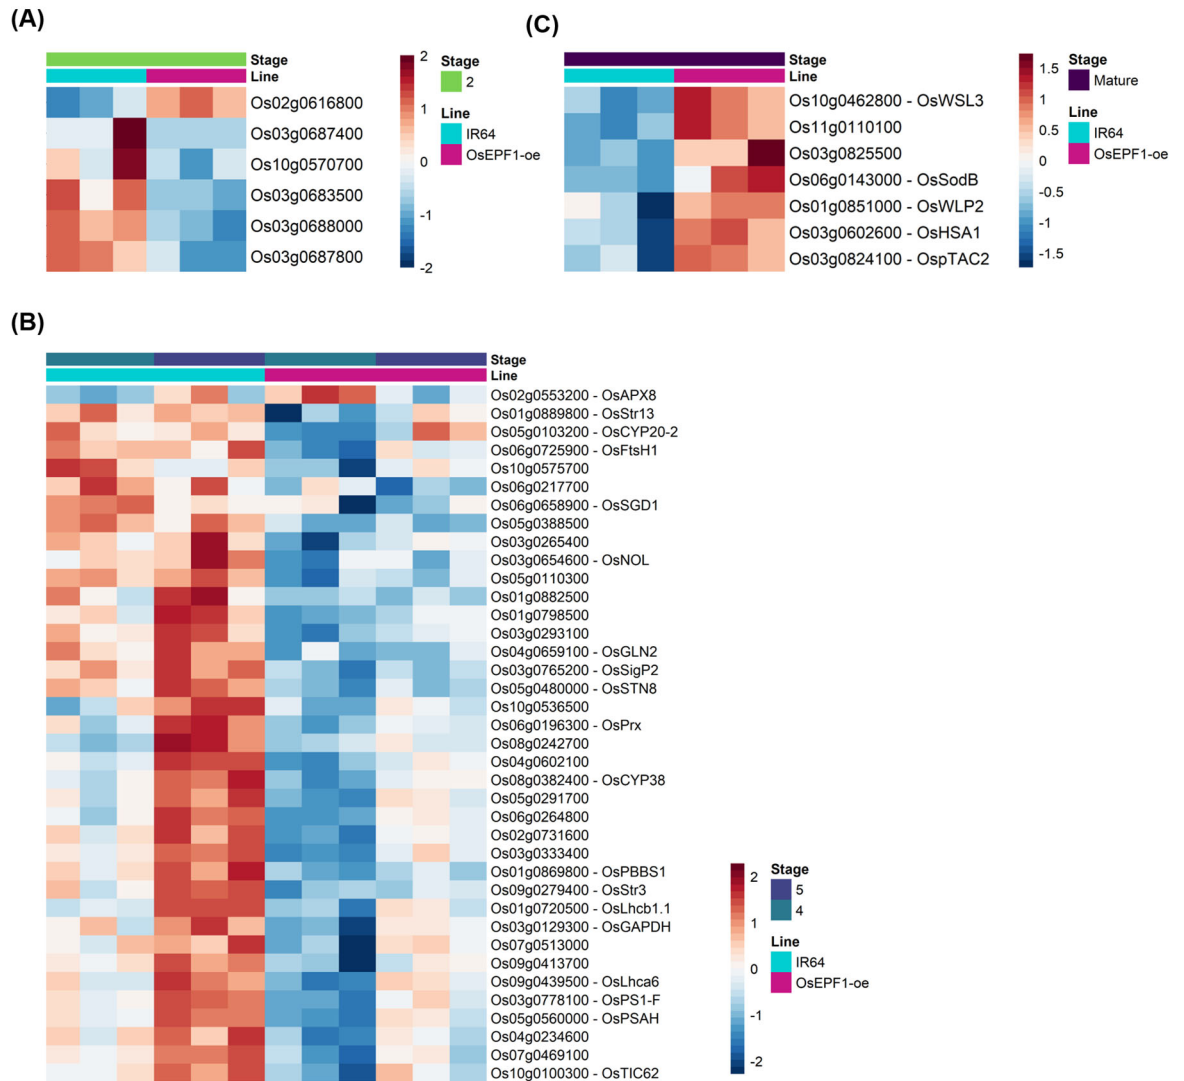 (A)
Stage
Line
Os02g0616800
Os03g0687400
Os10g0570700
Os03g0683500
Os03g0688000
Os03g0687800
2
1
0
-1
-2
Stage
2
Line
IR64
OsEPF1-oe
(C)
Stage
Line
Os10g0462800 - OsWSL3
Os11g0110100
Os03g0825500
Os06g0143000 - OsSodB
Os01g0851000 - OsWLP2
Os03g0602600 - OsHSA1
Os03g0824100 - OspTAC2
1.5
1
0.5
0
-0.5
-1
-1.5
Stage
Mature
Line
IR64
OsEPF1-oe
(B)
Stage
Line
Os02g0553200 - OsAPX8
Os01g0889800 - OsStr13
Os05g0103200 - OsCYP20-2
Os06g0725900 - OsFtsH1
Os10g0575700
Os06g0217700
Os06g0658900 - OsSGD1
Os05g0388500
Os03g0265400
Os03g0654600 - OsNOL
Os05g0110300
Os01g0882500
Os01g0798500
Os03g0293100
Os04g0659100 - OsGLN2
Os03g0765200 - OsSigP2
Os05g0480000 - OsSTN8
Os10g0536500
Os06g0196300 - OsPrx
Os08g0242700
Os04g0602100
Os08g0382400 - OsCYP38
Os05g0291700
Os06g0264800
Os02g0731600
Os03g0333400
Os01g0869800 - OsPBBS1
Os09g0279400 - OsStr3
Os01g0720500 - OsLhcb1.1
Os03g0129300 - OsGAPDH
Os07g0513000
Os09g0413700
Os09g0439500 - OsLhca6
Os03g0778100 - OsPS1-F
Os05g0560000 - OsPSAH
Os04g0234600
Os07g0469100
Os10g0100300 - OsTIC62
2
1
0
-1
-2
Stage
5
4
Line
IR64
OsEPF1-oe